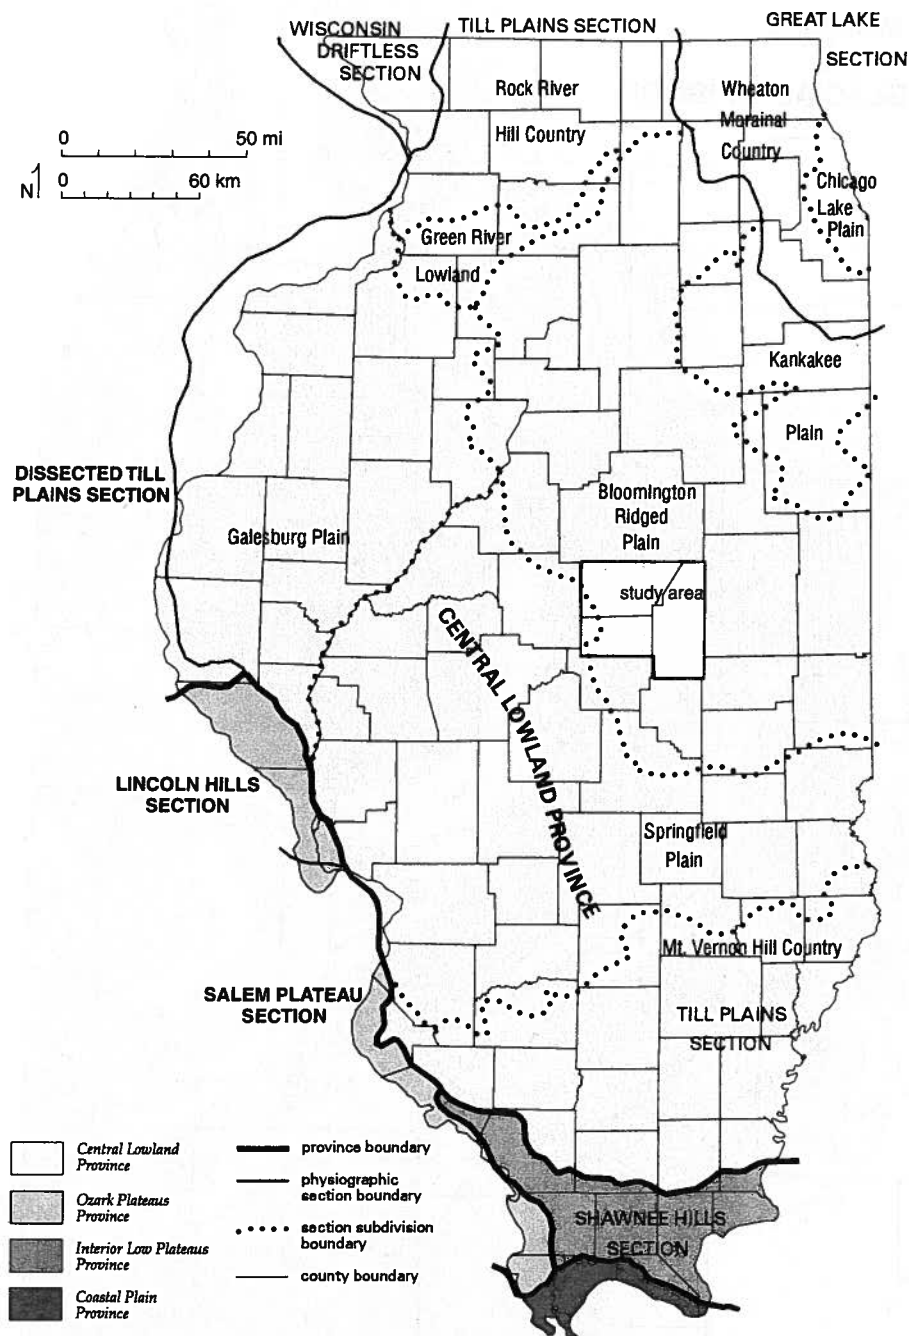 WISCONSIN
DRIFTLESS
SECTION
TILL PLAINS SECTION
GREAT LAKE
SECTION
Rock River
Hill Country
Wheaton
Morainal
Country
0 50 mi
0 60 km
N
Chicago
Lake
Plain
Green River
Lowland
Kankakee
Plain
DISSECTED TILL
PLAINS SECTION
Bloomington
Ridged
Plain
Galesburg Plain
study area
CENTRAL LOWLAND PROVINCE
LINCOLN HILLS
SECTION
Springfield
Plain
Mt. Vernon Hill Country
SALEM PLATEAU
SECTION
TILL PLAINS
SECTION
SHAWNEE HILLS
SECTION
Central Lowland
Province
Ozark Plateaus
Province
Interior Low Plateaus
Province
Coastal Plain
Province
province boundary
physiographic
section boundary
section subdivision
boundary
county boundary